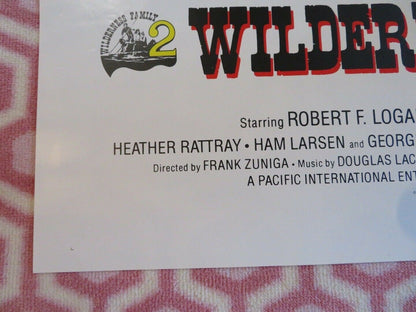 WILDERNESS FAMILY
2
WILDER
Starring ROBERT F. LOGA
HEATHER RATTRAY • HAM LARSEN and GEORG
Directed by FRANK ZUNIGA • Music by DOUGLAS LAC
A PACIFIC INTERNATIONAL ENT